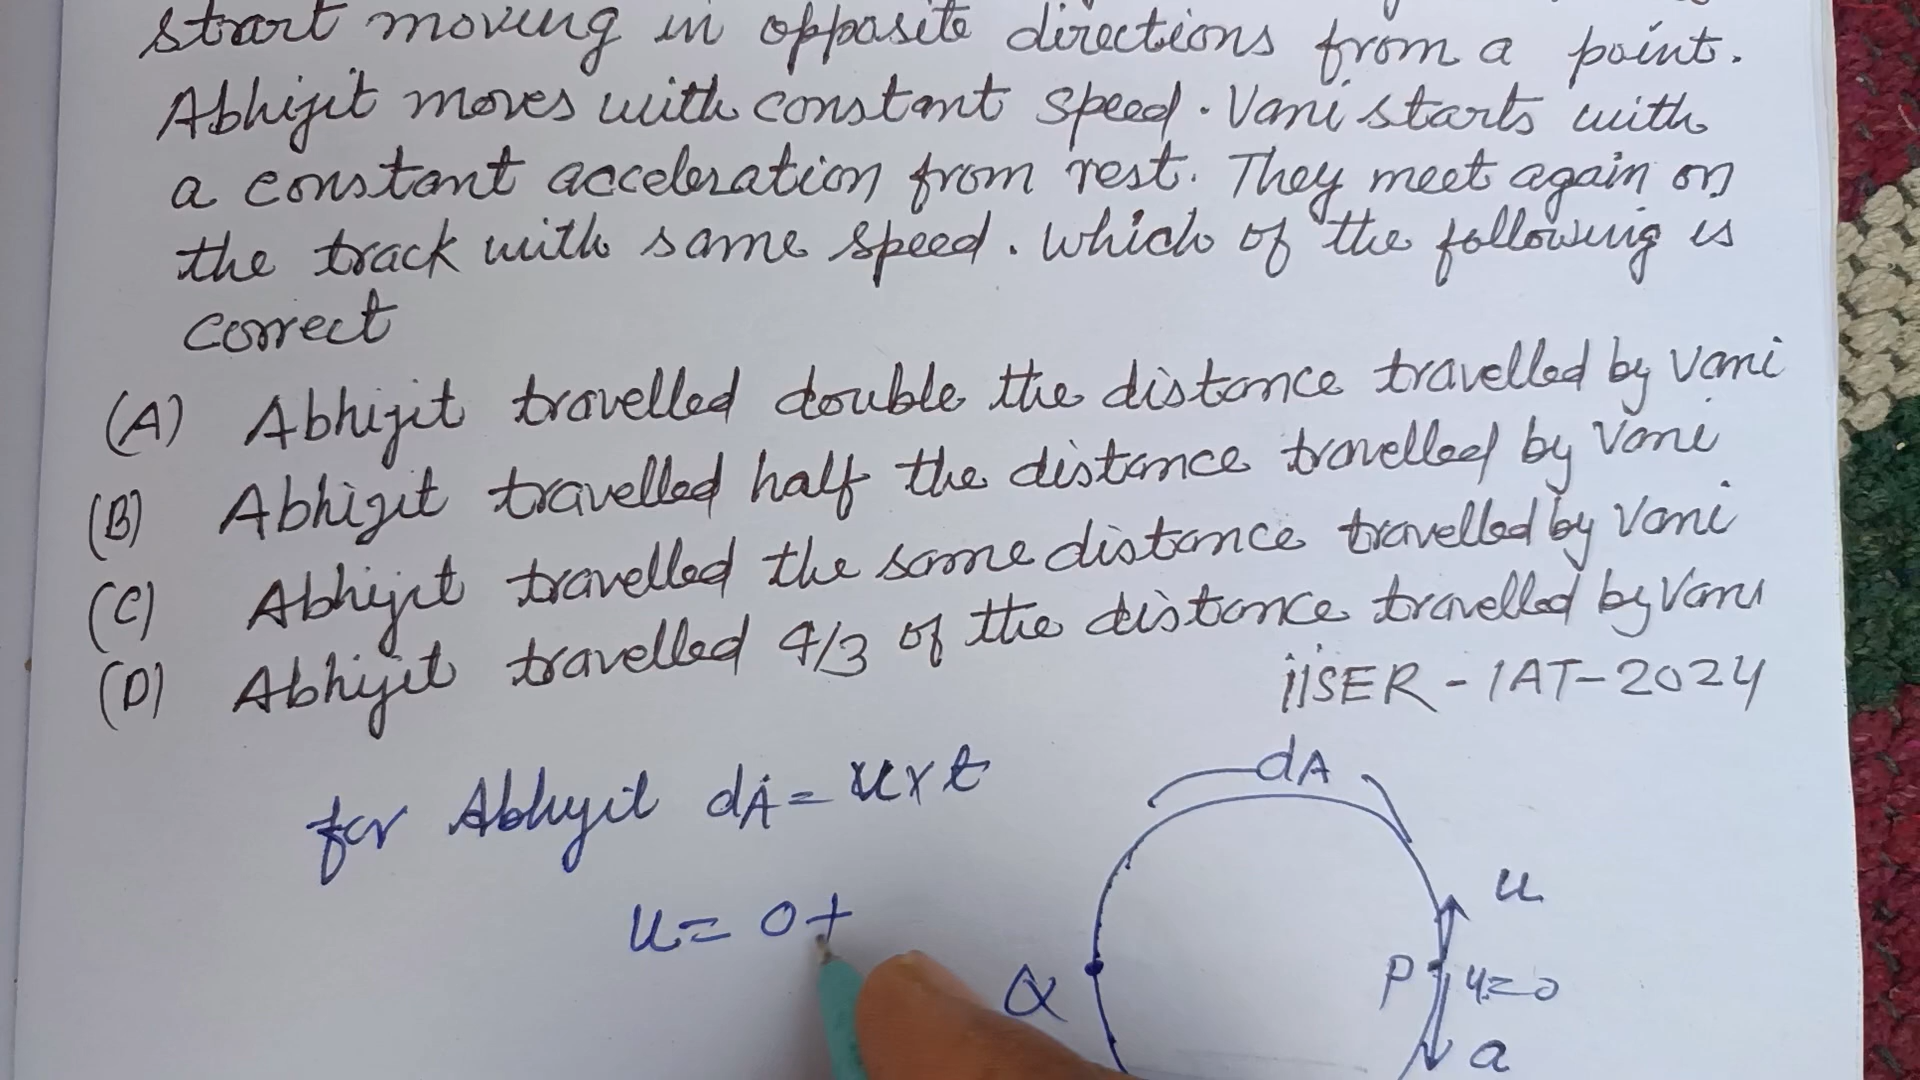 start moving in opposite directions from a point.
Abhijit moves with constant speed. Vani starts with
a constant acceleration from rest. They meet again on
the track with same speed. Which of the following is
correct
(A) Abhijit travelled double the distance travelled by Vani
(B) Abhijit travelled half the distance travelled by Vani
(C) Abhijit travelled the same distance travelled by Vani
(D) Abhijit travelled 4/3 of the distance travelled by Vani
iiSER - IAT-2024
for Abhijit dA = u x t
dA
u = 0 +
u
Q
P
u=0
a